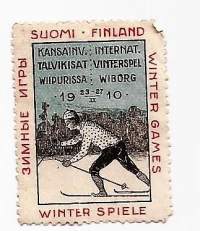 SUOMI · FINLAND
KANSAINV. INTERNAT.
TALVIKISAT VINTERSPEL
WIIPURISSA WIBORG
19 23-27 10.
II
ЗИМНЫЕ ИГРЫ
WINTER GAMES
WINTER SPIELE